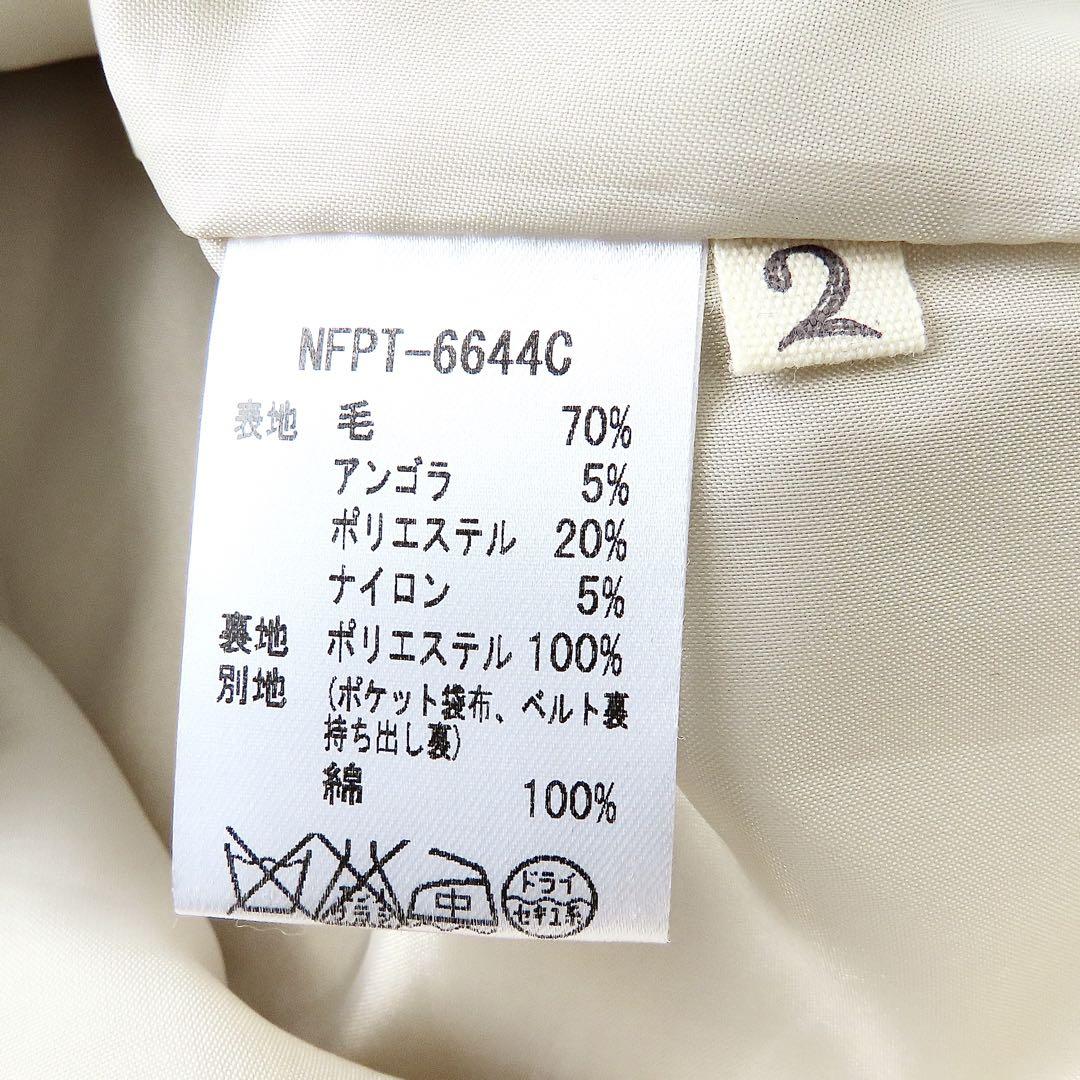 2
NFPT-6644C
表地 毛 70%
アンゴラ 5%
ポリエステル 20%
ナイロン 5%
裏地 ポリエステル 100%
別地 (ポケット袋布、ベルト裏
持ち出し裏)
綿 100%
中 ドライ
セキユ系